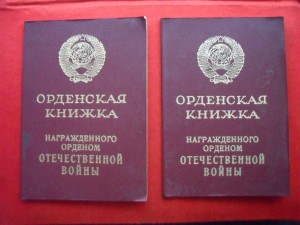 ОРДЕНСКАЯ
КНИЖКА
НАГРАЖДЕННОГО
ОРДЕНОМ
ОТЕЧЕСТВЕННОЙ
ВОЙНЫ
ОРДЕНСКАЯ
КНИЖКА
НАГРАЖДЕННОГО
ОРДЕНОМ
ОТЕЧЕСТВЕННОЙ
ВОЙНЫ